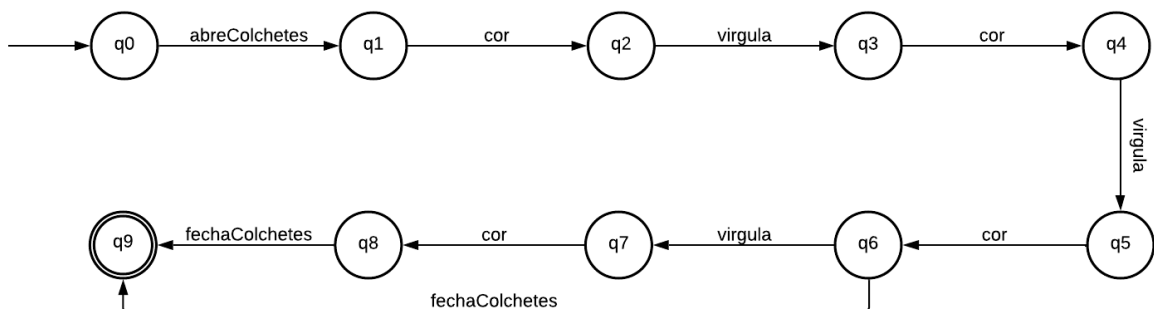 q0 abreColchetes q1 cor q2 virgula q3 cor q4
virgula
q9 fechaColchetes q8 cor q7 virgula q6 cor q5
fechaColchetes